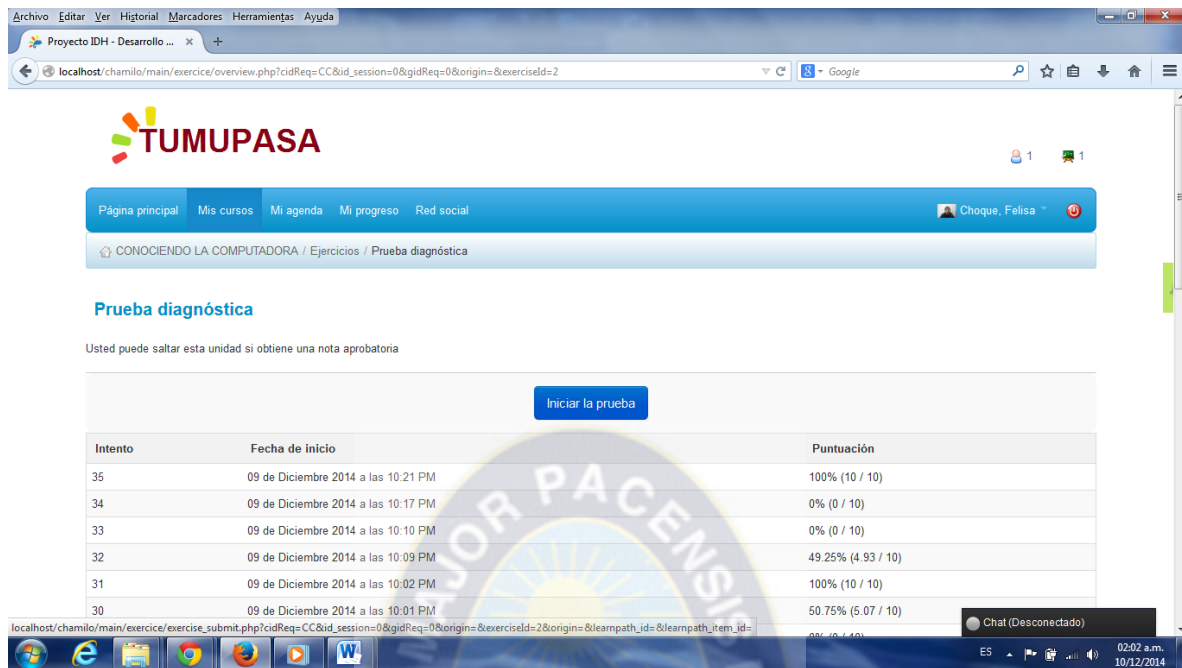 Archivo Editar Ver Historial Marcadores Herramientas Ayuda
Proyecto IDH - Desarrollo ... × +
localhost/chamilo/main/exercice/overview.php?cidReq=CC&id_session=0&gidReq=0&origin=&exerciseId=2
Google
TUMUPASA
1 1
Página principal Mis cursos Mi agenda Mi progreso Red social Choque, Felisa
CONOCIENDO LA COMPUTADORA / Ejercicios / Prueba diagnóstica
Prueba diagnóstica
Usted puede saltar esta unidad si obtiene una nota aprobatoria
Iniciar la prueba
Intento Fecha de inicio Puntuación
35 09 de Diciembre 2014 a las 10:21 PM 100% (10 / 10)
34 09 de Diciembre 2014 a las 10:17 PM 0% (0 / 10)
33 09 de Diciembre 2014 a las 10:10 PM 0% (0 / 10)
32 09 de Diciembre 2014 a las 10:09 PM 49.25% (4.93 / 10)
31 09 de Diciembre 2014 a las 10:02 PM 100% (10 / 10)
30 09 de Diciembre 2014 a las 10:01 PM 50.75% (5.07 / 10)
MAJOR PACENSIS
Chat (Desconectado)
localhost/chamilo/main/exercice/exercise_submit.php?cidReq=CC&id_session=0&gidReq=0&origin=&exerciseId=2&origin=&learnpath_id=&learnpath_item_id=
ES 02:02 a.m.
10/12/2014